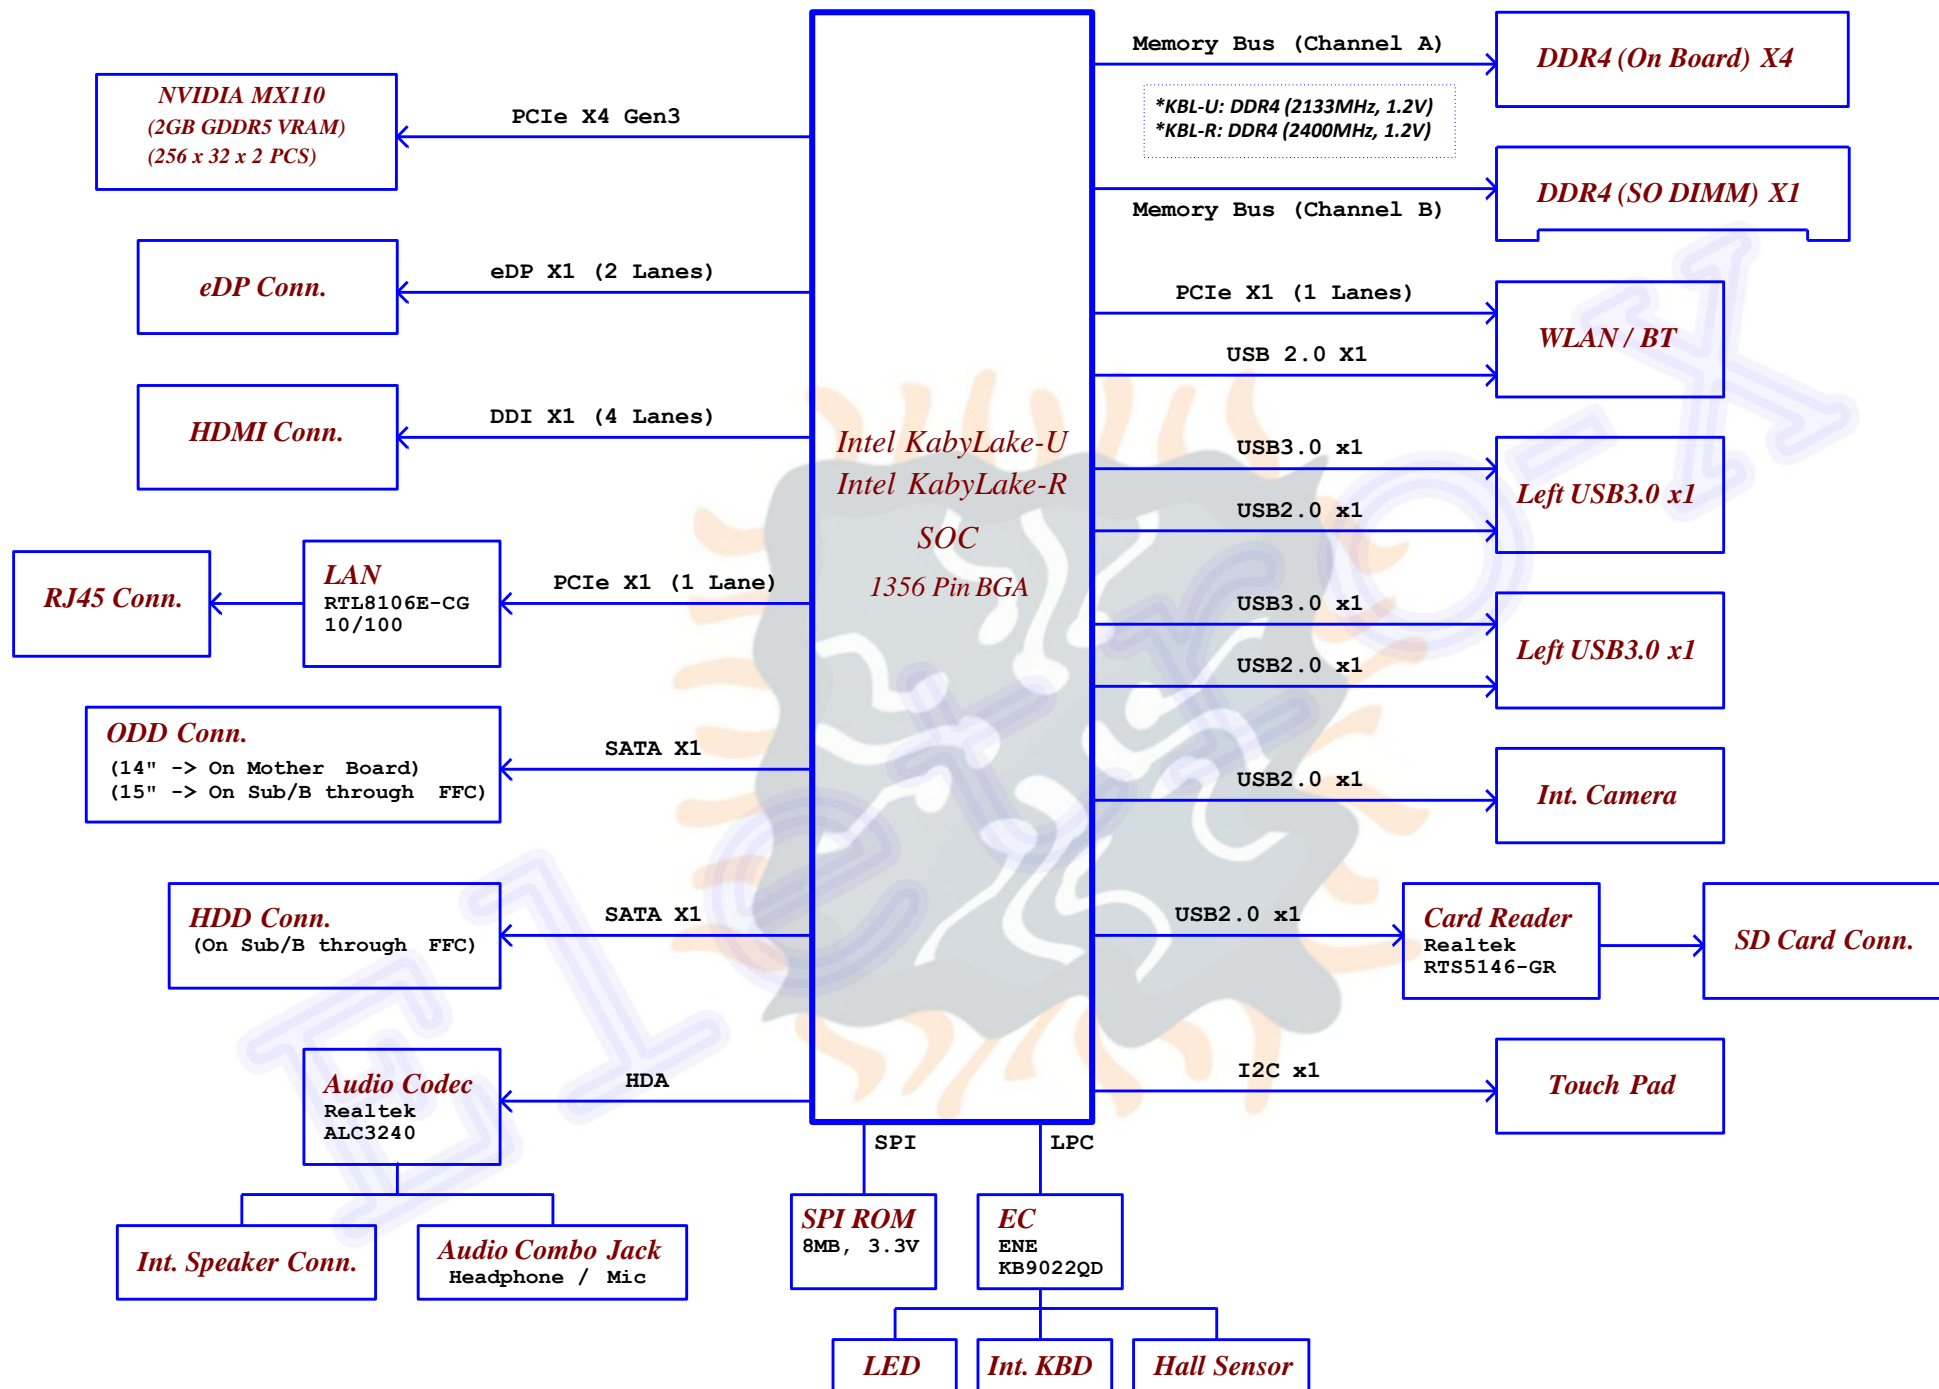 NVIDIA MX110
(2GB GDDR5 VRAM)
(256 x 32 x 2 PCS)
PCIe X4 Gen3
eDP Conn.
eDP X1 (2 Lanes)
HDMI Conn.
DDI X1 (4 Lanes)
RJ45 Conn.
LAN
RTL8106E-CG
10/100
PCIe X1 (1 Lane)
ODD Conn.
(14" -> On Mother Board)
(15" -> On Sub/B through FFC)
SATA X1
HDD Conn.
(On Sub/B through FFC)
SATA X1
Audio Codec
Realtek
ALC3240
HDA
Int. Speaker Conn.
Audio Combo Jack
Headphone / Mic
Intel KabyLake-U
Intel KabyLake-R
SOC
1356 Pin BGA
SPI
SPI ROM
8MB, 3.3V
LPC
EC
ENE
KB9022QD
LED
Int. KBD
Hall Sensor
Memory Bus (Channel A)
DDR4 (On Board) X4
*KBL-U: DDR4 (2133MHz, 1.2V)
*KBL-R: DDR4 (2400MHz, 1.2V)
Memory Bus (Channel B)
DDR4 (SO DIMM) X1
PCIe X1 (1 Lanes)
USB 2.0 X1
WLAN / BT
USB3.0 x1
USB2.0 x1
Left USB3.0 x1
USB3.0 x1
USB2.0 x1
Left USB3.0 x1
USB2.0 x1
Int. Camera
USB2.0 x1
Card Reader
Realtek
RTS5146-GR
SD Card Conn.
I2C x1
Touch Pad